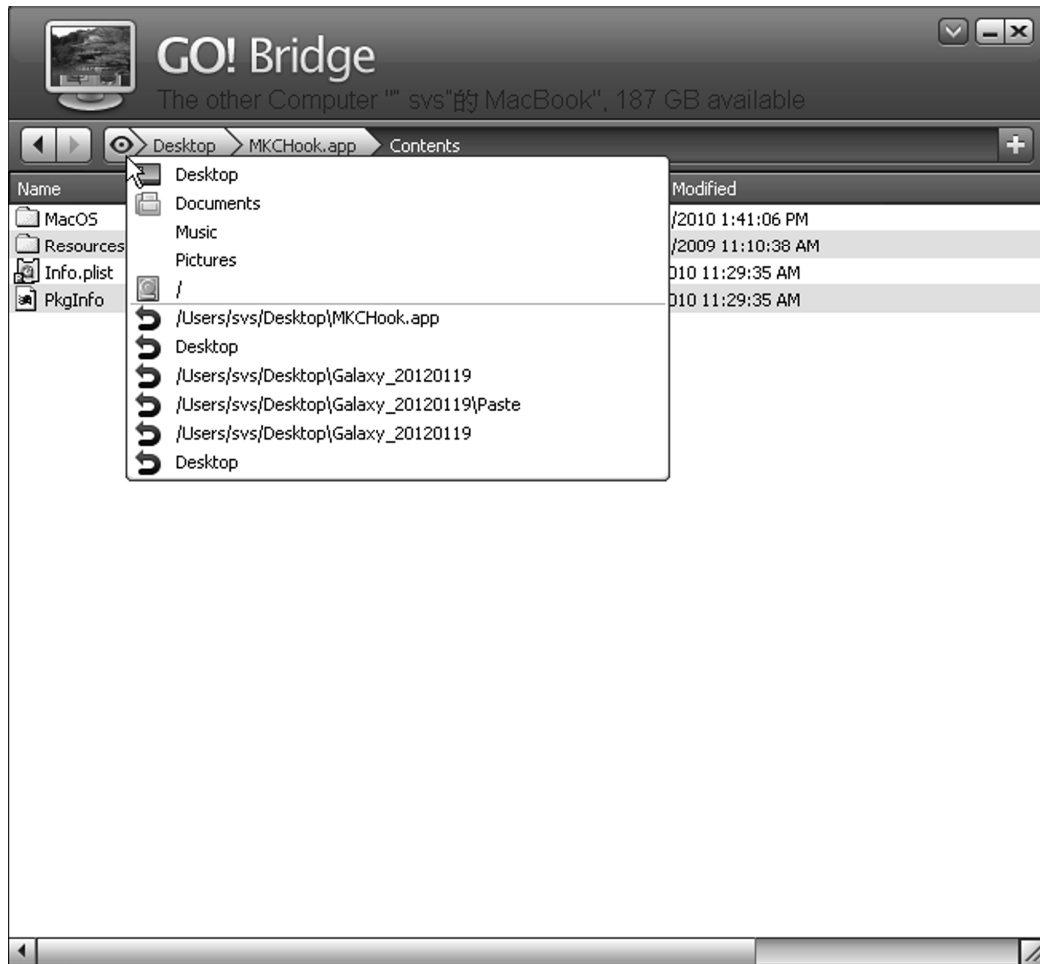 GO! Bridge
The other Computer "" svs"的 MacBook", 187 GB available
Desktop MKCHook.app Contents
Name Modified
Desktop
Documents
Music
Pictures
/
/Users/svs/Desktop\MKCHook.app
Desktop
/Users/svs/Desktop\Galaxy_20120119
/Users/svs/Desktop\Galaxy_20120119\Paste
/Users/svs/Desktop\Galaxy_20120119
Desktop
MacOS /2010 1:41:06 PM
Resources /2009 11:10:38 AM
Info.plist 010 11:29:35 AM
PkgInfo 010 11:29:35 AM